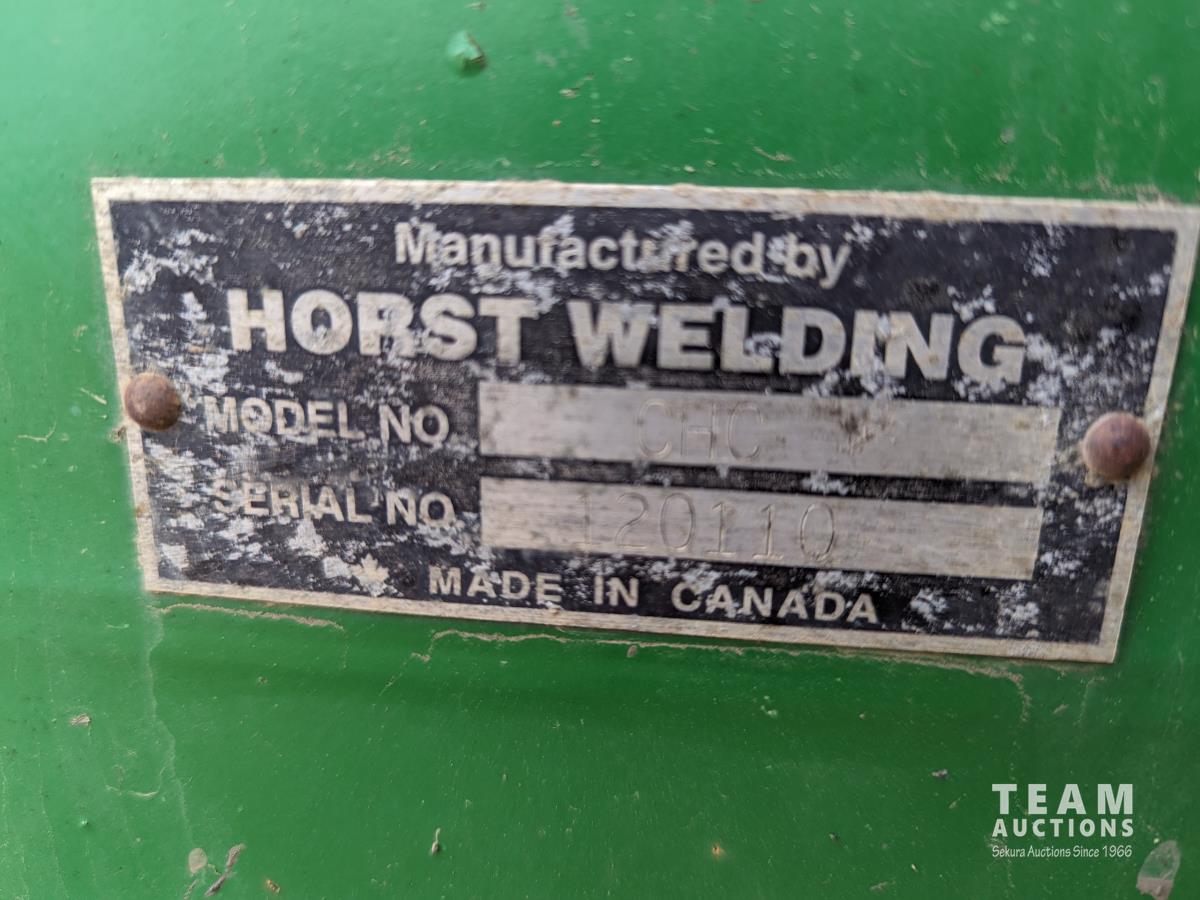 Manufactured by
HORST WELDING
MODEL NO CHC
SERIAL NO 120110
MADE IN CANADA
TEAM
AUCTIONS
Sekura Auctions Since 1966